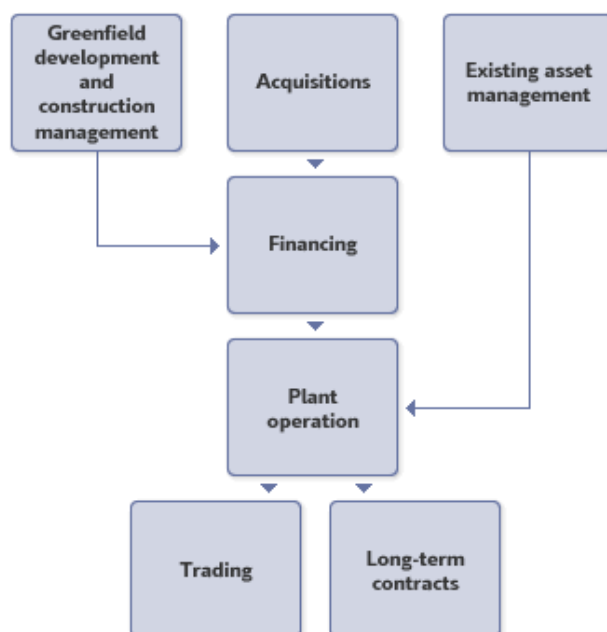 Greenfield
development
and
construction
management
Acquisitions
Existing asset
management
Financing
Plant
operation
Trading
Long-term
contracts